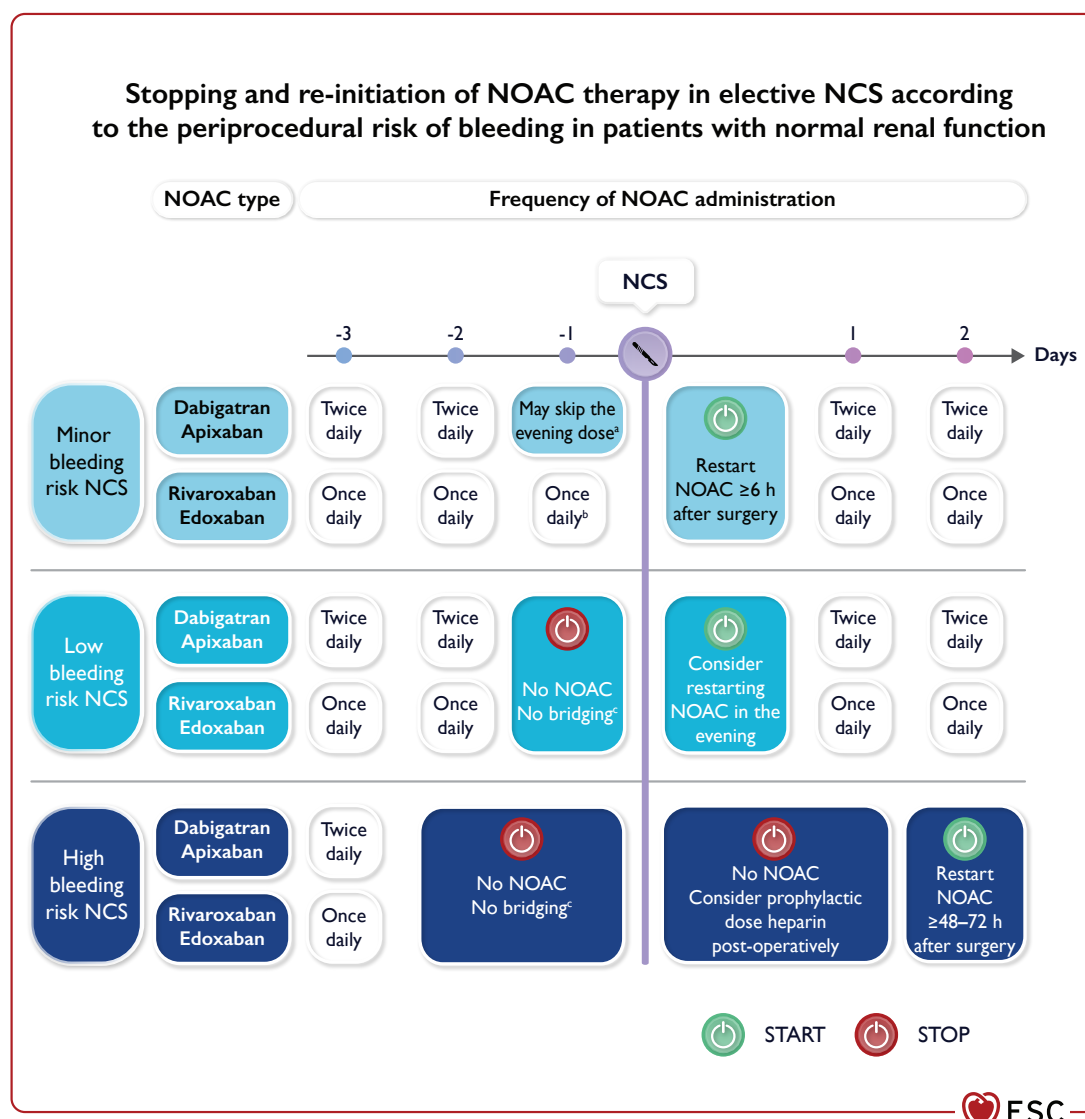 Stopping and re-initiation of NOAC therapy in elective NCS according
to the periprocedural risk of bleeding in patients with normal renal function
NOAC type
Frequency of NOAC administration
NCS
-3
-2
-1
1
2
Days
Minor
bleeding
risk NCS
Dabigatran
Apixaban
Twice
daily
Twice
daily
May skip the
evening doseᵃ
Restart
NOAC ≥6 h
after surgery
Twice
daily
Twice
daily
Rivaroxaban
Edoxaban
Once
daily
Once
daily
Once
dailyᵇ
Once
daily
Once
daily
Low
bleeding
risk NCS
Dabigatran
Apixaban
Twice
daily
Twice
daily
No NOAC
No bridgingᶜ
Consider
restarting
NOAC in the
evening
Twice
daily
Twice
daily
Rivaroxaban
Edoxaban
Once
daily
Once
daily
Once
daily
Once
daily
High
bleeding
risk NCS
Dabigatran
Apixaban
Twice
daily
No NOAC
No bridgingᶜ
No NOAC
Consider prophylactic
dose heparin
post-operatively
Restart
NOAC
≥48–72 h
after surgery
Rivaroxaban
Edoxaban
Once
daily
START
STOP
ESC